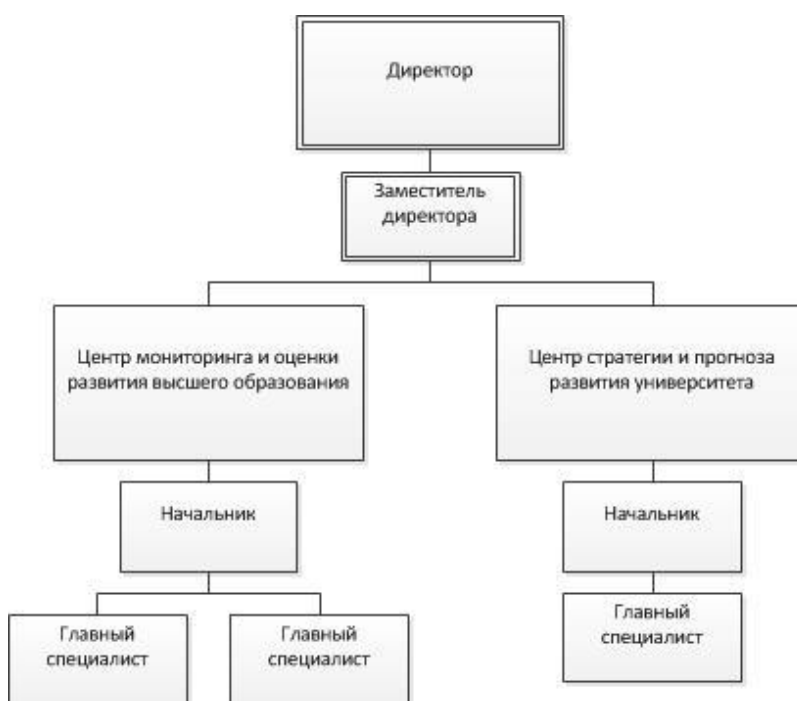 Директор
Заместитель
директора
Центр мониторинга и оценки
развития высшего образования
Центр стратегии и прогноза
развития университета
Начальник
Начальник
Главный
специалист
Главный
специалист
Главный
специалист